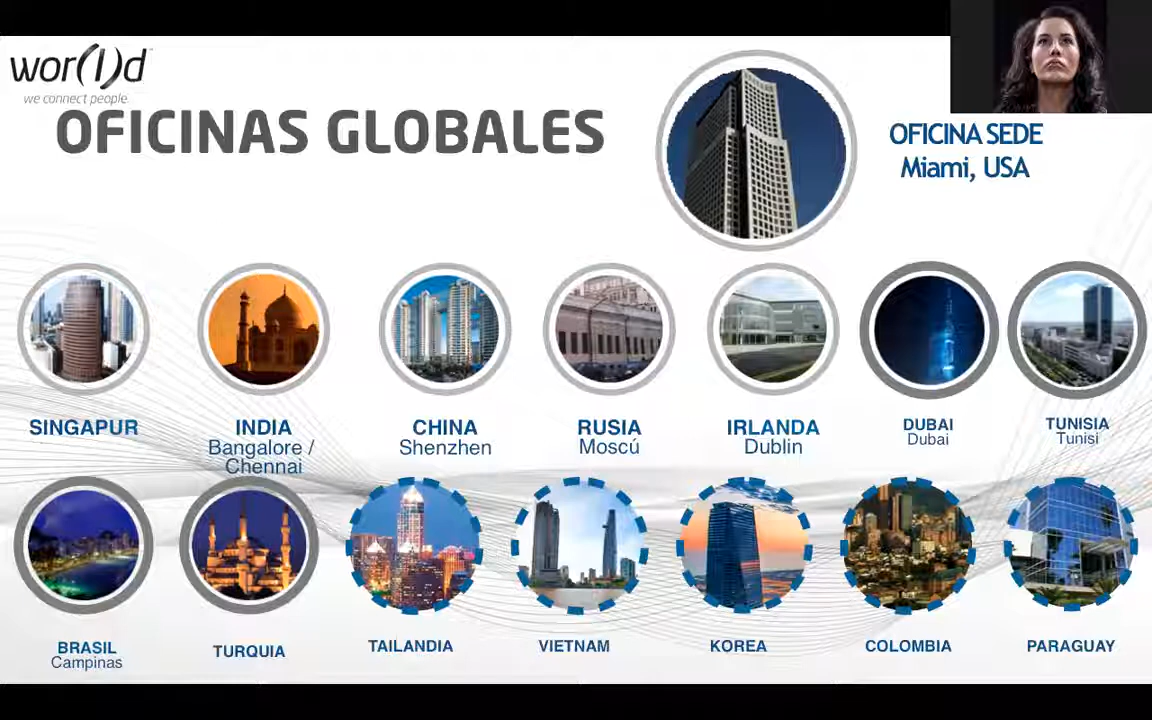 wor(l)d
we connect people.
OFICINAS GLOBALES
OFICINA SEDE
Miami, USA
SINGAPUR
INDIA
Bangalore /
Chennai
CHINA
Shenzhen
RUSIA
Moscú
IRLANDA
Dublin
DUBAI
Dubai
TUNISIA
Tunisi
BRASIL
Campinas
TURQUIA
TAILANDIA
VIETNAM
KOREA
COLOMBIA
PARAGUAY